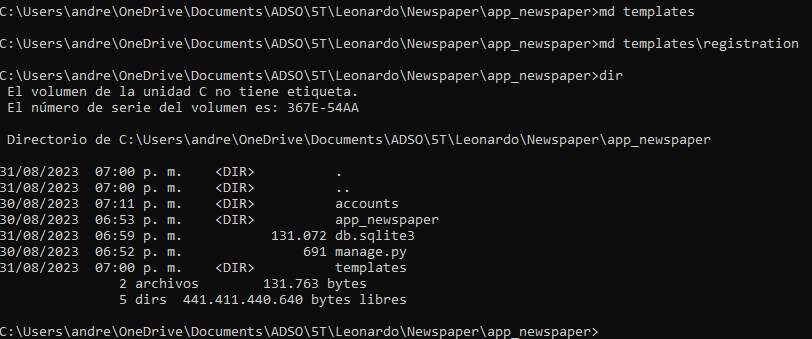 C:\Users\andre\OneDrive\Documents\ADSO\5T\Leonardo\Newspaper\app_newspaper>md templates
C:\Users\andre\OneDrive\Documents\ADSO\5T\Leonardo\Newspaper\app_newspaper>md templates\registration
C:\Users\andre\OneDrive\Documents\ADSO\5T\Leonardo\Newspaper\app_newspaper>dir
El volumen de la unidad C no tiene etiqueta.
El número de serie del volumen es: 367E-54AA
Directorio de C:\Users\andre\OneDrive\Documents\ADSO\5T\Leonardo\Newspaper\app_newspaper
31/08/2023  07:00 p. m.    <DIR>          .
31/08/2023  07:00 p. m.    <DIR>          ..
30/08/2023  07:11 p. m.    <DIR>          accounts
30/08/2023  06:53 p. m.    <DIR>          app_newspaper
31/08/2023  06:59 p. m.           131.072 db.sqlite3
30/08/2023  06:52 p. m.               691 manage.py
31/08/2023  07:00 p. m.    <DIR>          templates
2 archivos        131.763 bytes
5 dirs  441.411.440.640 bytes libres
C:\Users\andre\OneDrive\Documents\ADSO\5T\Leonardo\Newspaper\app_newspaper>